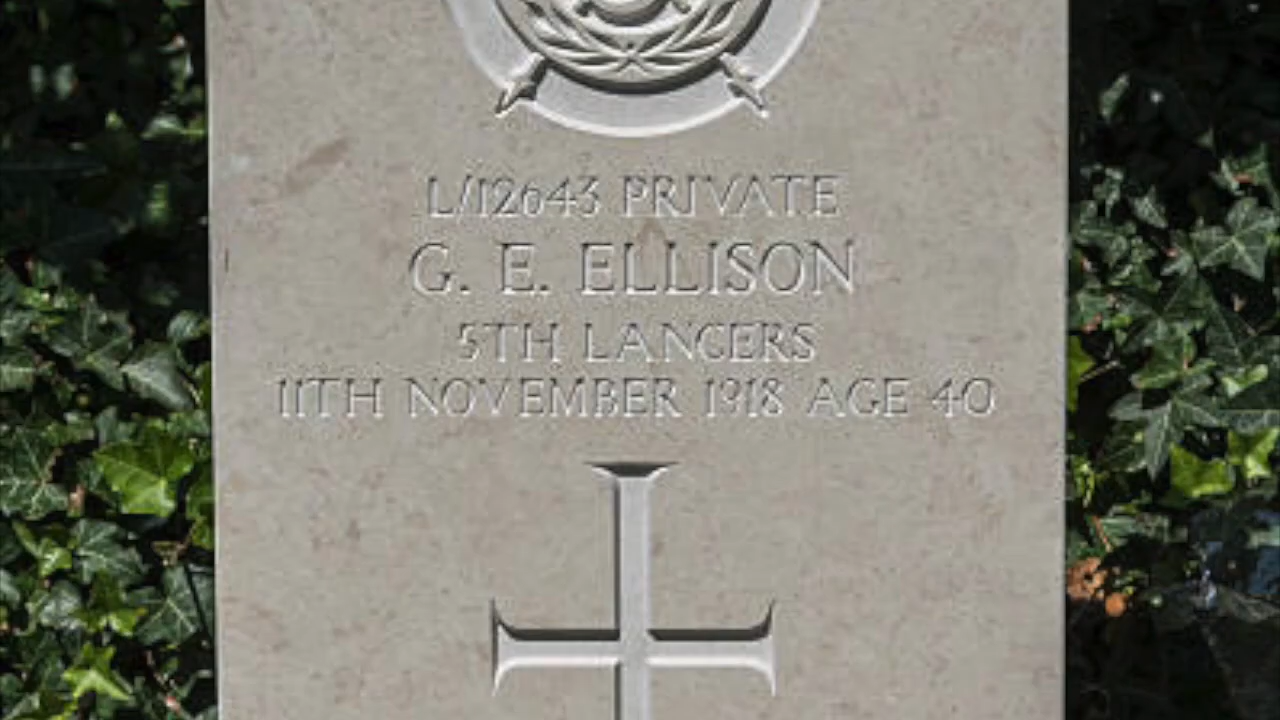 L/12643 PRIVATE
G. E. ELLISON
5TH LANCERS
11TH NOVEMBER 1918 AGE 40